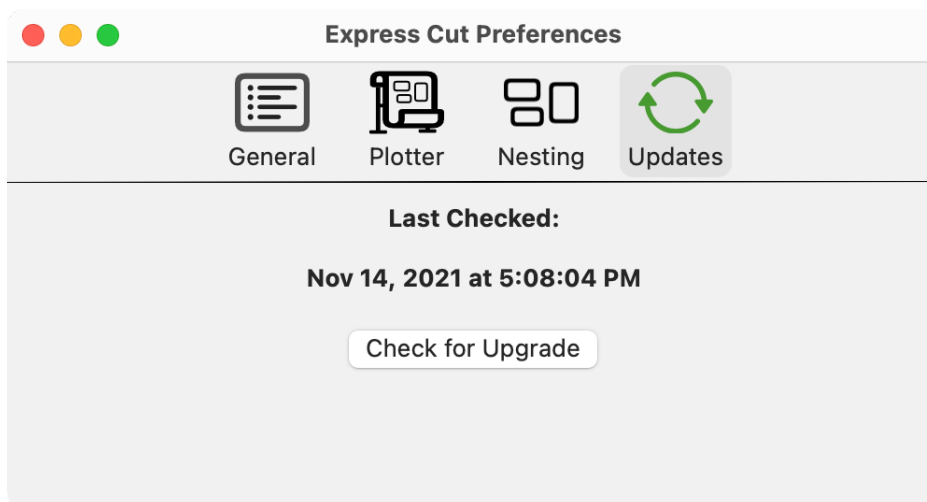 Express Cut Preferences
General Plotter Nesting Updates
Last Checked:
Nov 14, 2021 at 5:08:04 PM
Check for Upgrade